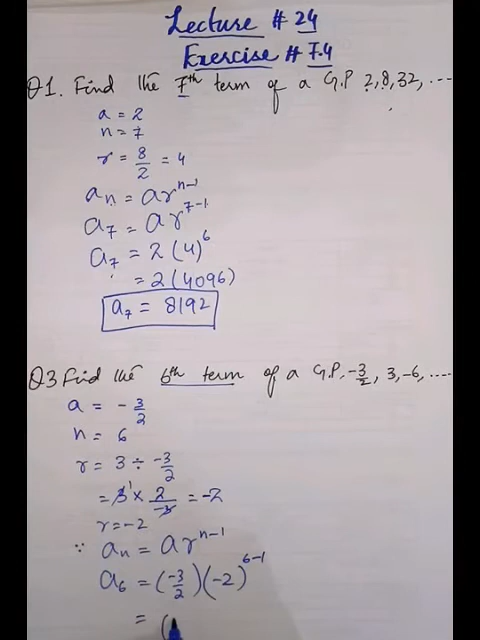 Lecture # 24
Exercise # 7.4
Q1. Find the 7th term of a G.P 2,8,32, ...
a = 2
n = 7
r = 8/2 = 4
an = ar^n-1
a7 = ar^7-1
a7 = 2(4)^6
= 2(4096)
a7 = 8192
Q3 Find the 6th term of a G.P. -3/2, 3, -6, ....
a = -3/2
n = 6
r = 3 ÷ -3/2
= 3^1 × 2/-3 = -2
r = -2
∵ an = ar^n-1
a6 = (-3/2)(-2)^6-1
= (